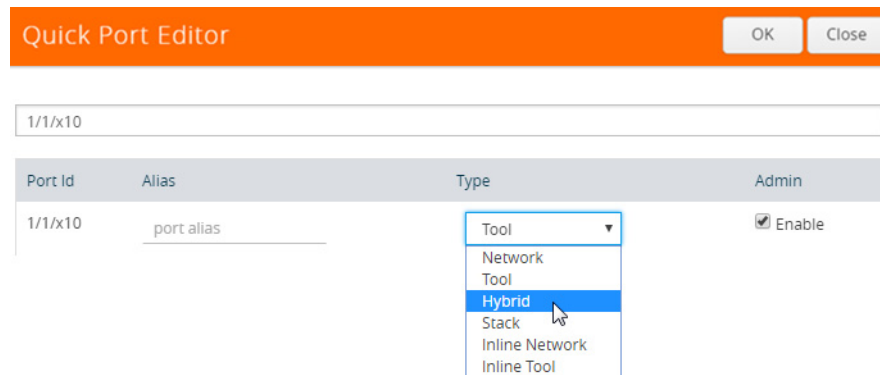 Quick Port Editor OK Close
1/1/x10
Port Id Alias Type Admin
1/1/x10 port alias Tool Enable
Network
Tool
Hybrid
Stack
Inline Network
Inline Tool